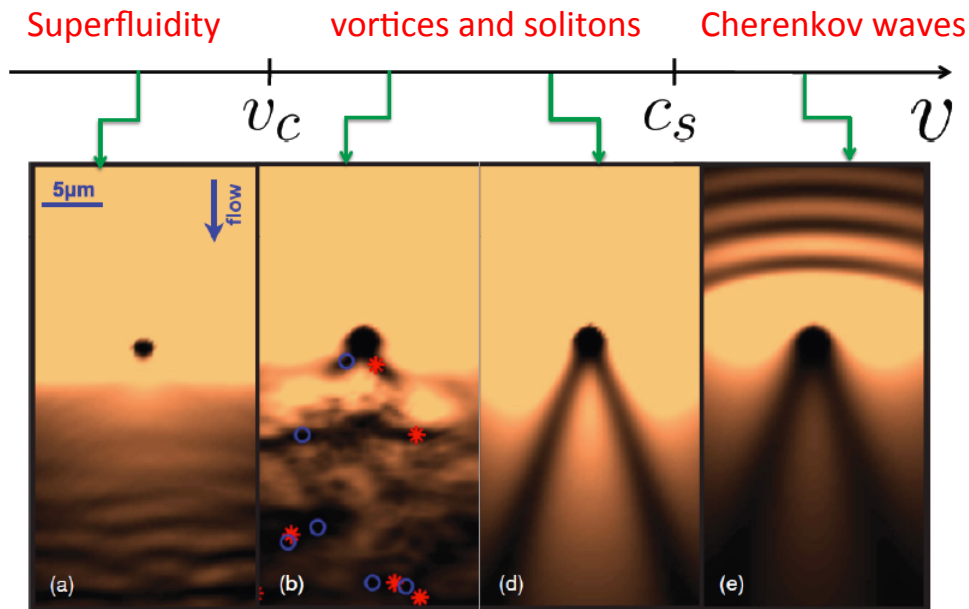 Superfluidity vortices and solitons Cherenkov waves
v_c c_s v
5µm
flow
(a) (b) (d) (e)